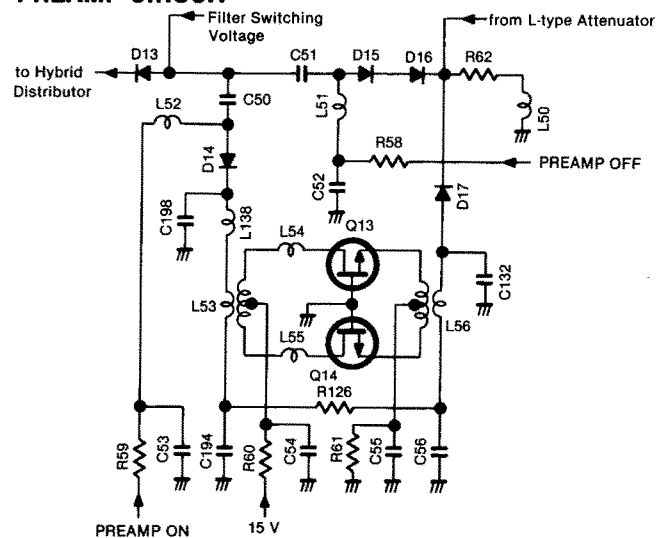 PREAMP CIRCUIT
Filter Switching
Voltage
from L-type Attenuator
D13
C51
D15
D16
R62
to Hybrid
Distributor
L52
C50
L51
L50
R58
D14
PREAMP OFF
C52
D17
C198
L138
Q13
L54
C132
L53
L56
L55
Q14
R126
R59
C53
C194
R60
C54
R61
C55
C56
PREAMP ON
15 V